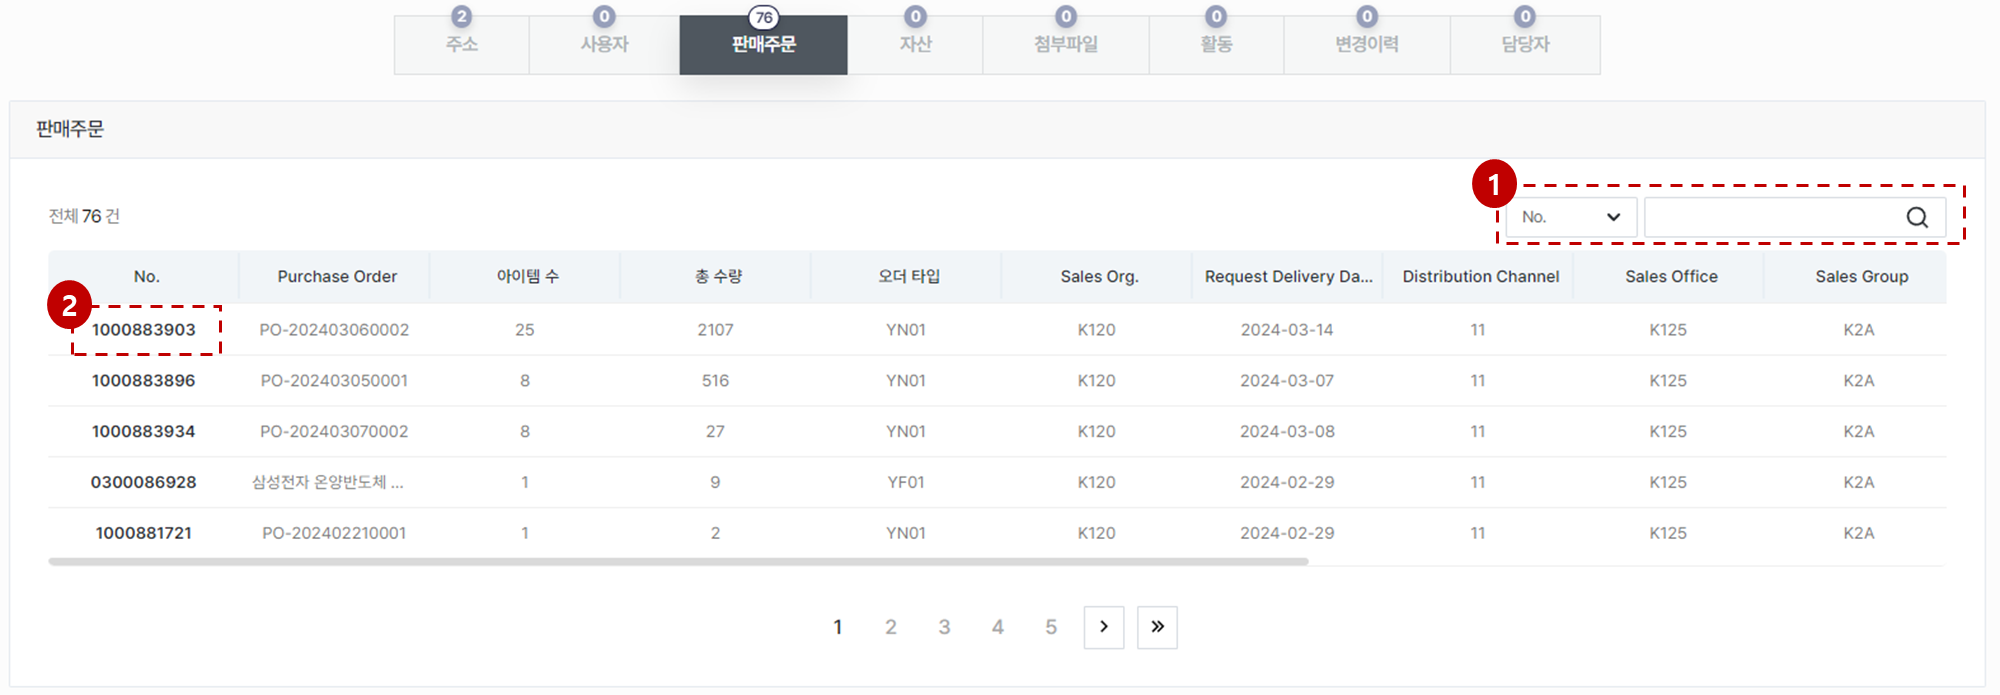 2 0 76 0 0 0 0 0
주소 사용자 판매주문 자산 첨부파일 활동 변경이력 담당자
판매주문
1
전체 76 건 No.
No. Purchase Order 아이템 수 총 수량 오더 타입 Sales Org. Request Delivery Da... Distribution Channel Sales Office Sales Group
2
1000883903 PO-202403060002 25 2107 YN01 K120 2024-03-14 11 K125 K2A
1000883896 PO-202403050001 8 516 YN01 K120 2024-03-07 11 K125 K2A
1000883934 PO-202403070002 8 27 YN01 K120 2024-03-08 11 K125 K2A
0300086928 삼성전자 온양반도체 ... 1 9 YF01 K120 2024-02-29 11 K125 K2A
1000881721 PO-202402210001 1 2 YN01 K120 2024-02-29 11 K125 K2A
1 2 3 4 5 > »